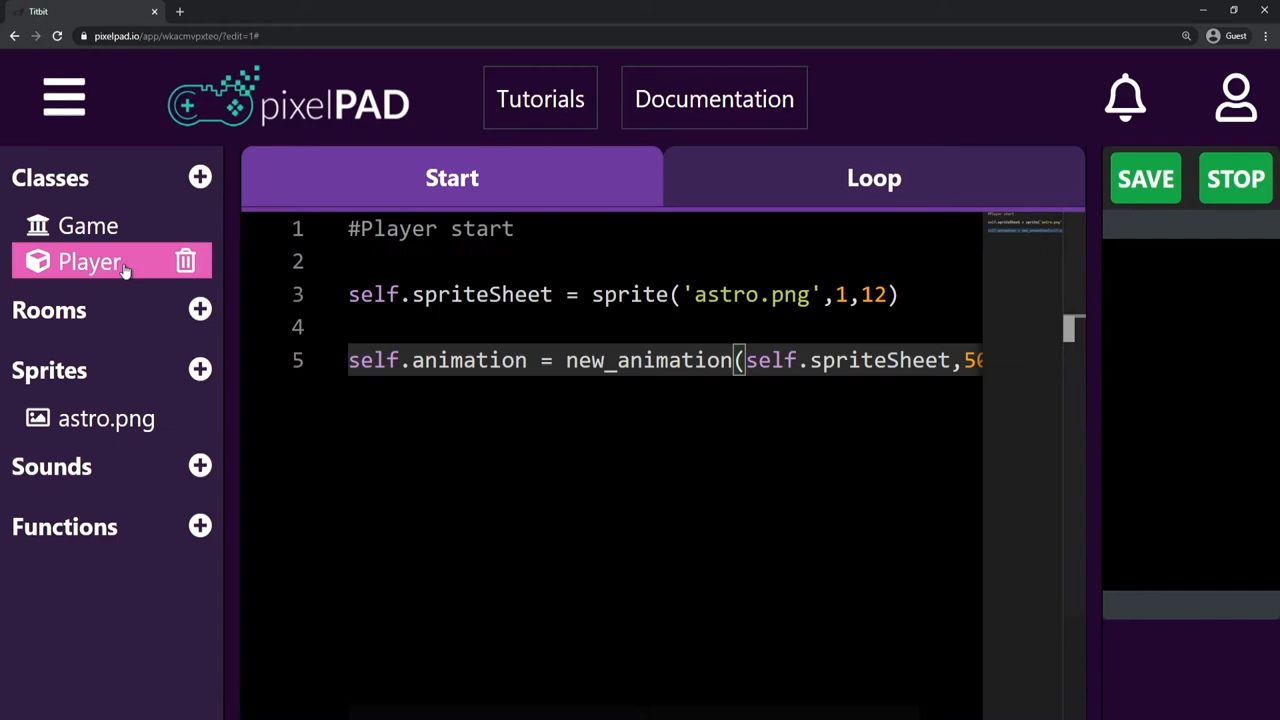 Titbit
pixelpad.io/app/wkacmvpxteo/?edit=1#
Guest
pixelPAD
Tutorials
Documentation
Classes
Game
Player
Rooms
Sprites
astro.png
Sounds
Functions
Start
Loop
1 #Player start
2
3 self.spriteSheet = sprite('astro.png',1,12)
4
5 self.animation = new_animation(self.spriteSheet,50
SAVE
STOP